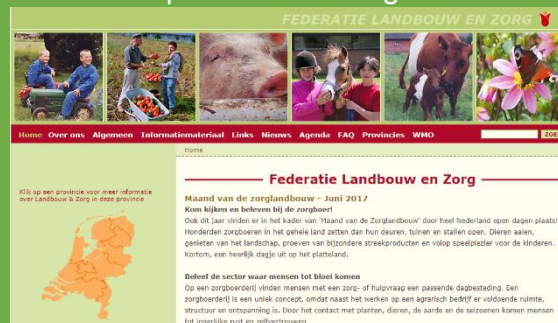 FEDERATIE LANDBOUW EN ZORG
Home Over ons Algemeen Informatiemateriaal Links Nieuws Agenda FAQ Provincies WMO
Home
Klik op een provincie voor meer informatie
over Landbouw & Zorg in deze provincie
Federatie Landbouw en Zorg
Maand van de zorglandbouw - Juni 2017
Kom kijken en beleven bij de zorgboer!
Ook dit jaar vinden er in het kader van 'Maand van de Zorglandbouw' door heel Nederland open dagen plaats!
Honderden zorgboeren in het gehele land zetten dan hun deuren, tuinen en stallen open. Dieren aaien,
genieten van het landschap, proeven van bijzondere streekproducten en volop speelplezier voor de kinderen.
Kortom, een heerlijk dagje uit op het platteland.
Beleef de sector waar mensen tot bloei komen
Op een zorgboerderij vinden mensen met een zorg- of hulpvraag een passende dagbesteding. Een
zorgboerderij is een uniek concept, omdat naast het werken op een agrarisch bedrijf er voldoende ruimte,
structuur en ontspanning is. Door het contact met planten, dieren, de aarde en de seizoenen komen mensen
tot innerlijke rust en zelfvertrouwen.